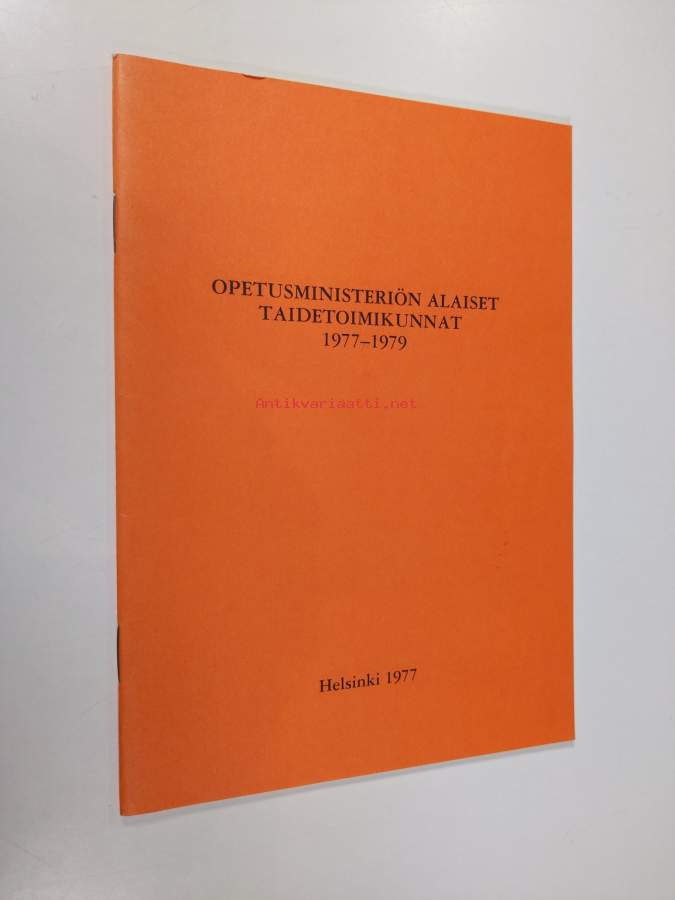 OPETUSMINISTERIÖN ALAISET
TAIDETOIMIKUNNAT
1977–1979
Antikvariaatti.net
Helsinki 1977